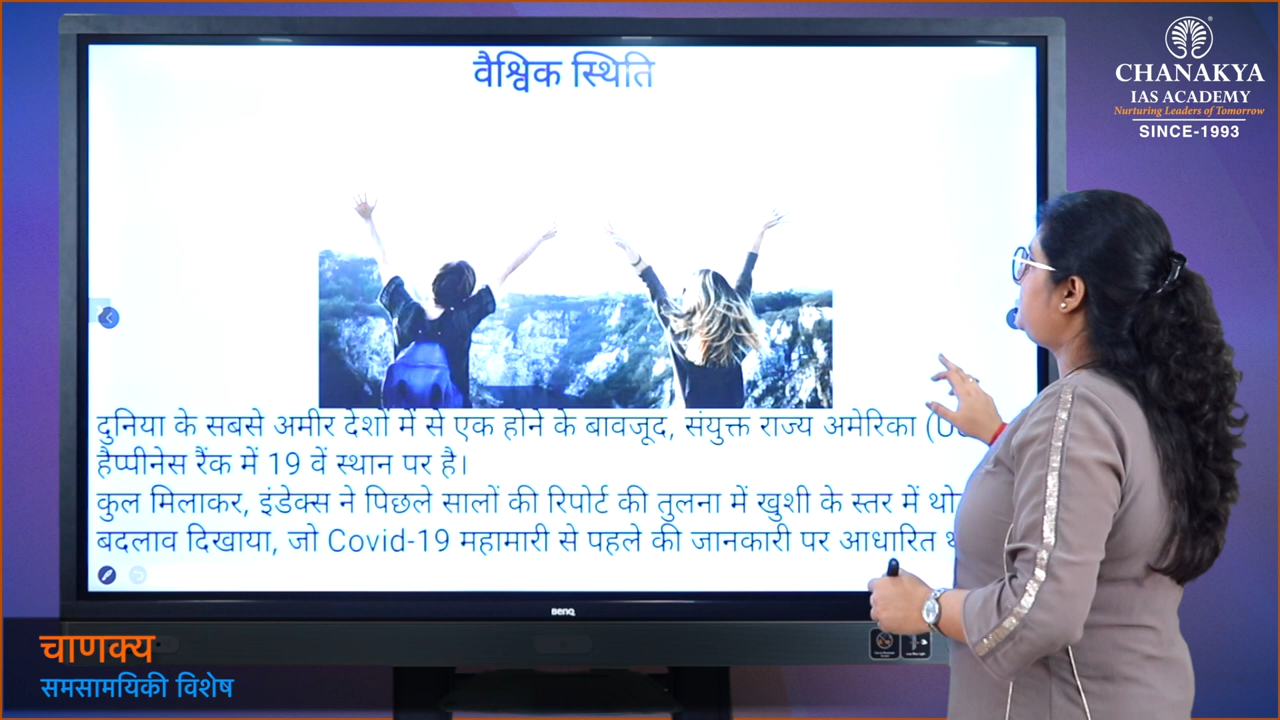 वैश्विक स्थिति
CHANAKYA
IAS ACADEMY
Nurturing Leaders of Tomorrow
SINCE-1993
दुनिया के सबसे अमीर देशों में से एक होने के बावजूद, संयुक्त राज्य अमेरिका
हैप्पीनेस रैंक में 19 वें स्थान पर है।
कुल मिलाकर, इंडेक्स ने पिछले सालों की रिपोर्ट की तुलना में खुशी के स्तर में
बदलाव दिखाया, जो Covid-19 महामारी से पहले की जानकारी पर आधारित
BENQ
चाणक्य
समसामयिकी विशेष